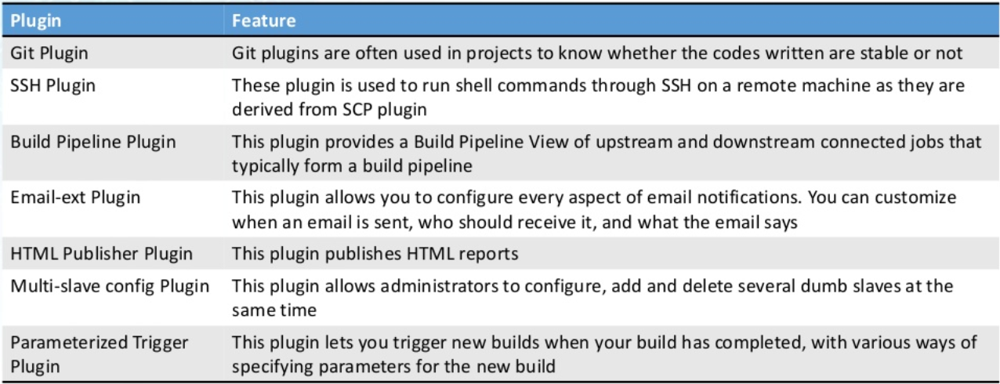 Plugin Feature
Git Plugin Git plugins are often used in projects to know whether the codes written are stable or not
SSH Plugin These plugin is used to run shell commands through SSH on a remote machine as they are
derived from SCP plugin
Build Pipeline Plugin This plugin provides a Build Pipeline View of upstream and downstream connected jobs that
typically form a build pipeline
Email-ext Plugin This plugin allows you to configure every aspect of email notifications. You can customize
when an email is sent, who should receive it, and what the email says
HTML Publisher Plugin This plugin publishes HTML reports
Multi-slave config Plugin This plugin allows administrators to configure, add and delete several dumb slaves at the
same time
Parameterized Trigger This plugin lets you trigger new builds when your build has completed, with various ways of
Plugin specifying parameters for the new build